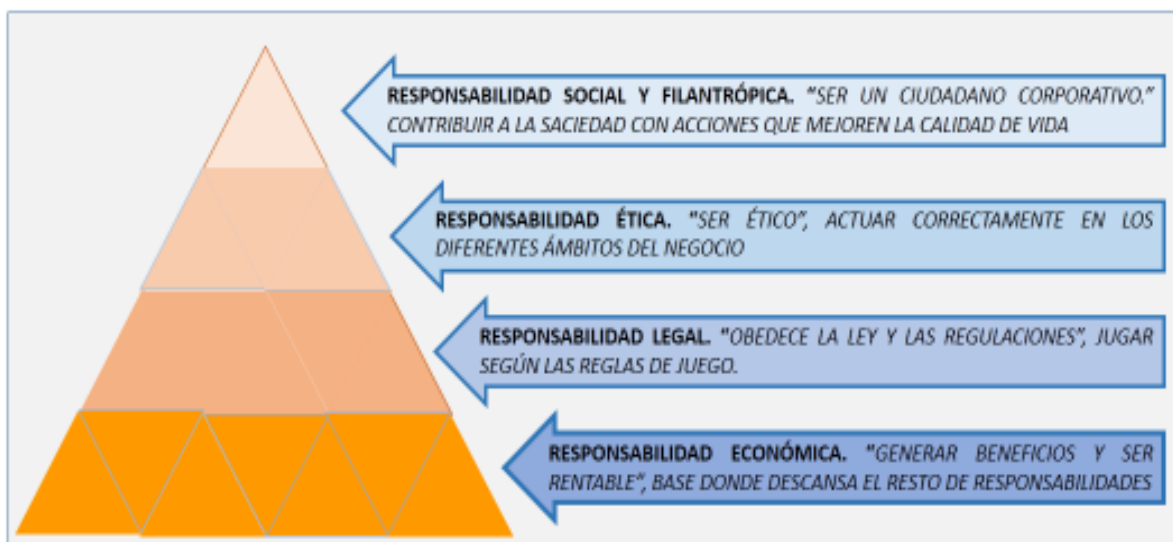 RESPONSABILIDAD SOCIAL Y FILANTRÓPICA. "SER UN CIUDADANO CORPORATIVO."
CONTRIBUIR A LA SACIEDAD CON ACCIONES QUE MEJOREN LA CALIDAD DE VIDA
RESPONSABILIDAD ÉTICA. "SER ÉTICO", ACTUAR CORRECTAMENTE EN LOS
DIFERENTES ÁMBITOS DEL NEGOCIO
RESPONSABILIDAD LEGAL. "OBEDECE LA LEY Y LAS REGULACIONES", JUGAR
SEGÚN LAS REGLAS DE JUEGO.
RESPONSABILIDAD ECONÓMICA. "GENERAR BENEFICIOS Y SER
RENTABLE", BASE DONDE DESCANSA EL RESTO DE RESPONSABILIDADES